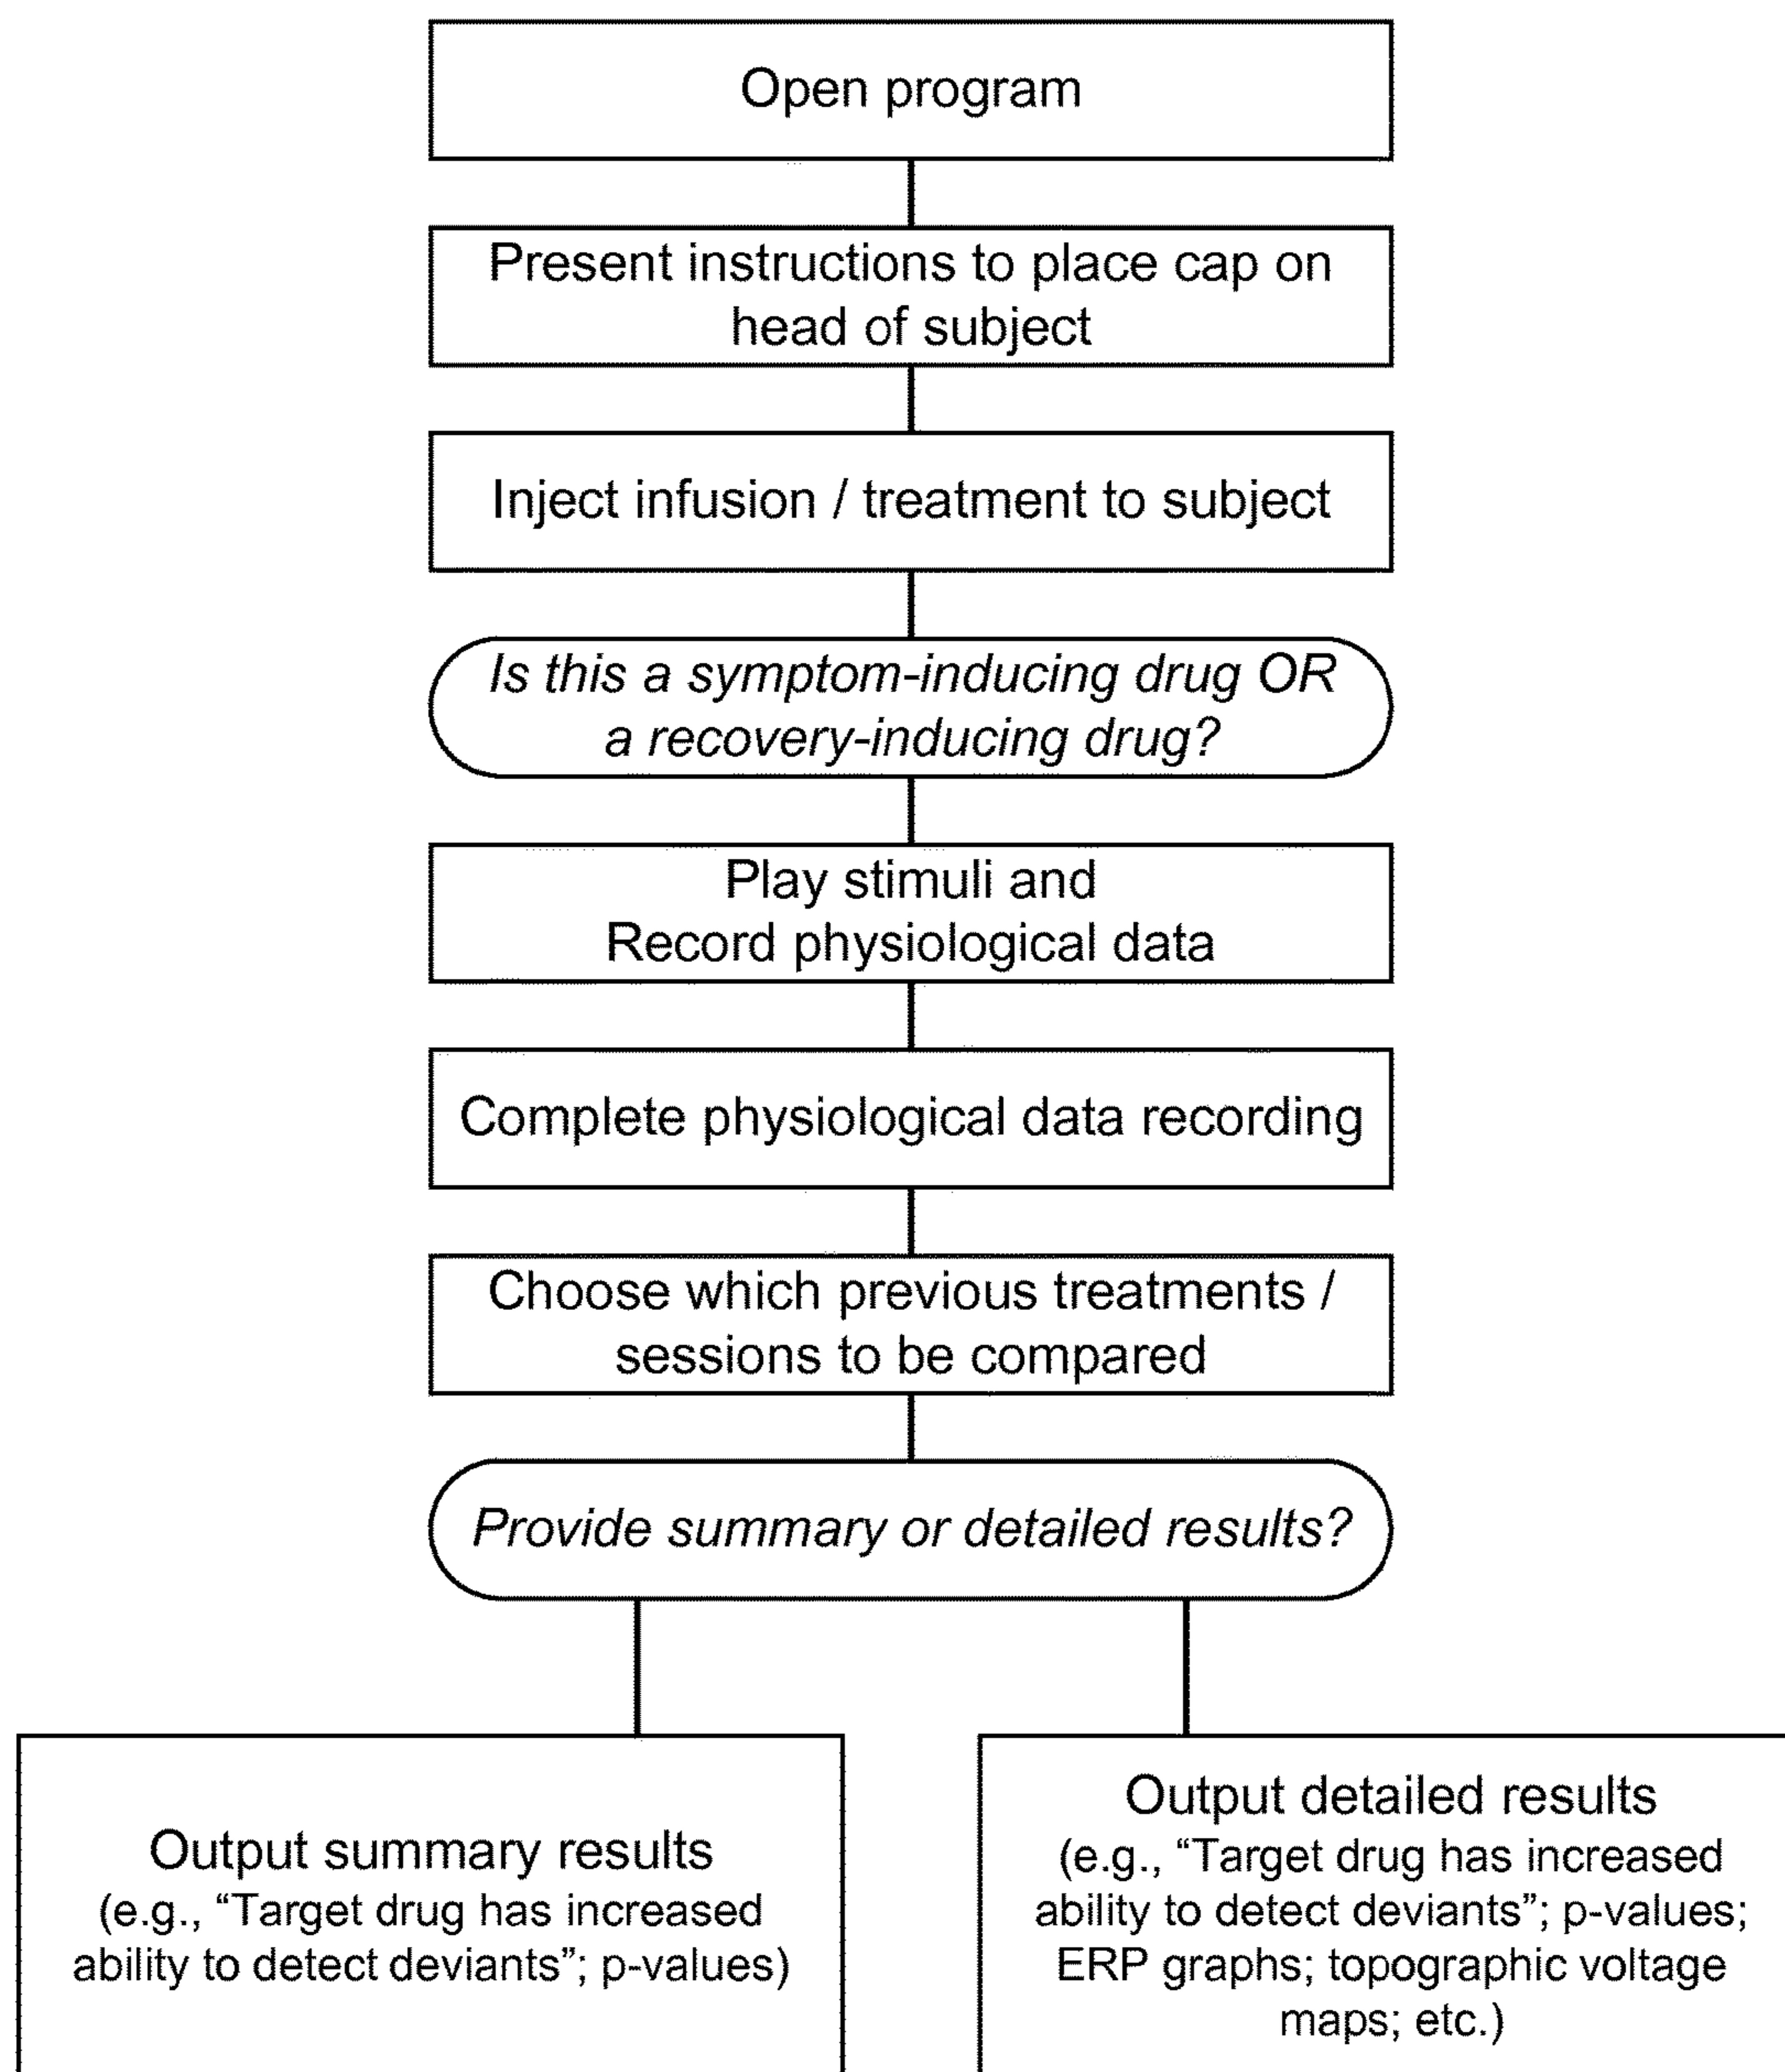 Open program
Present instructions to place cap on
head of subject
Inject infusion / treatment to subject
Is this a symptom-inducing drug OR
a recovery-inducing drug?
Play stimuli and
Record physiological data
Complete physiological data recording
Choose which previous treatments /
sessions to be compared
Provide summary or detailed results?
Output summary results
(e.g., “Target drug has increased
ability to detect deviants”; p-values)
Output detailed results
(e.g., “Target drug has increased
ability to detect deviants”; p-values;
ERP graphs; topographic voltage
maps; etc.)